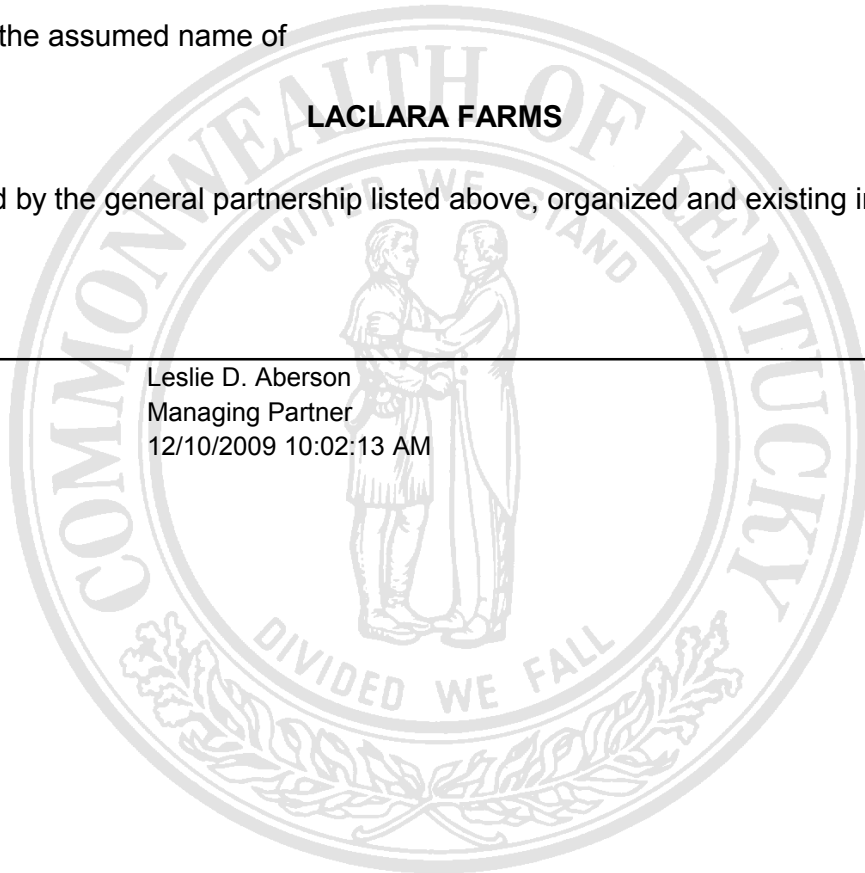 the assumed name of
LACLARA FARMS
by the general partnership listed above, organized and existing
Leslie D. Aberson
Managing Partner
12/10/2009 10:02:13 AM
COMMONWEALTH OF KENTUCKY
UNITED WE STAND
DIVIDED WE FALL